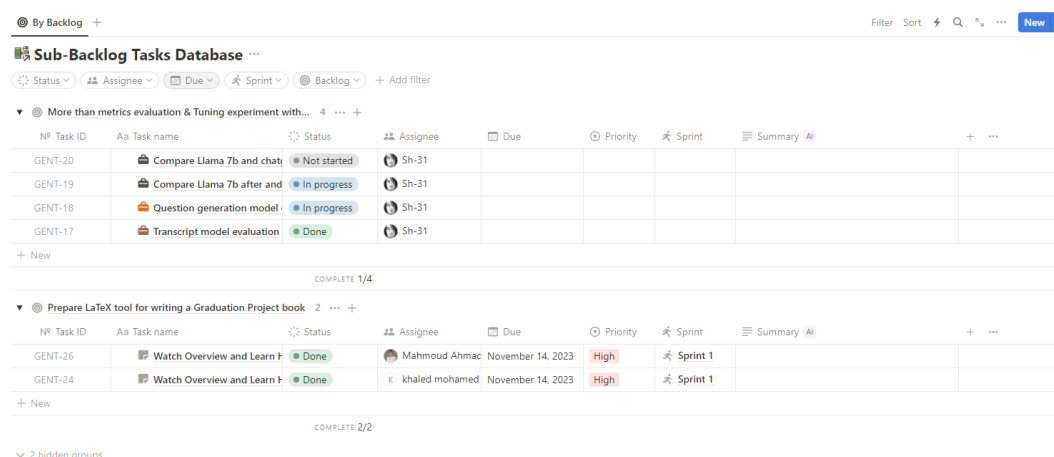 By Backlog +
Filter Sort New
Sub-Backlog Tasks Database
Status Assignee Due Sprint Backlog + Add filter
More than metrics evaluation & Tuning experiment with... 4
Nº Task ID Aa Task name Status Assignee Due Priority Sprint Summary AI
GENT-20 Compare Llama 7b and Not started Sh-31
GENT-19 Compare Llama 7b after and In progress Sh-31
GENT-18 Question generation model In progress Sh-31
GENT-17 Transcript model evaluation Done Sh-31
+ New
COMPLETE 1/4
Prepare LaTeX tool for writing a Graduation Project book 2
Nº Task ID Aa Task name Status Assignee Due Priority Sprint Summary AI
GENT-26 Watch Overview and Learn Done Mahmoud Ahmad November 14, 2023 High Sprint 1
GENT-24 Watch Overview and Learn Done K khaled mohamed November 14, 2023 High Sprint 1
+ New
COMPLETE 2/2
2 hidden groups